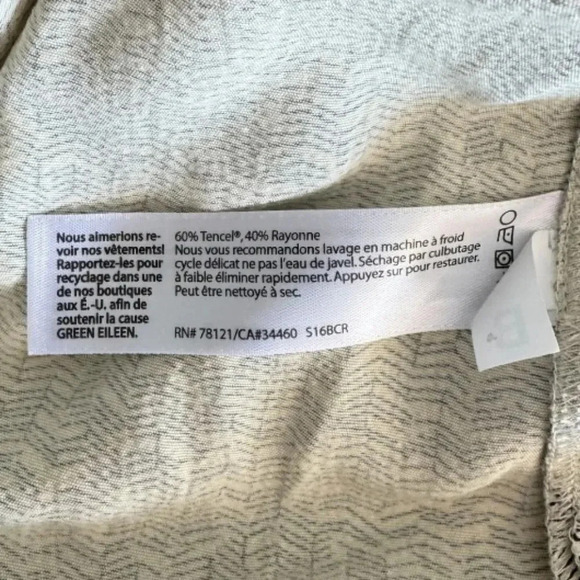 Nous aimerions re-
voir nos vêtements!
Rapportez-les pour
recyclage dans une
de nos boutiques
aux É.-U. afin de
soutenir la cause
GREEN EILEEN.
60% Tencel®, 40% Rayonne
Nous vous recommandons lavage en machine à froid
cycle délicat ne pas l'eau de javel. Séchage par culbutage
à faible éliminer rapidement. Appuyez sur pour restaurer.
Peut être nettoyé à sec.
RN# 78121/CA#34460 S16BCR